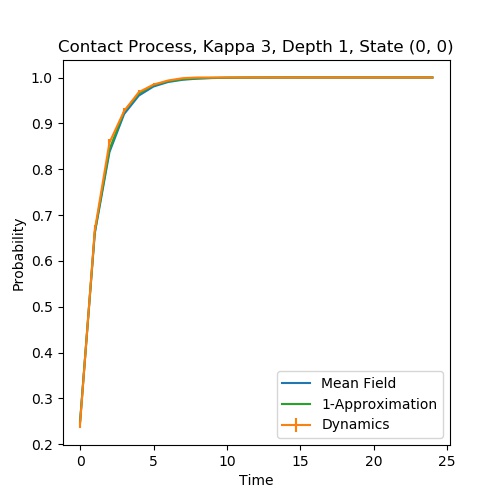 Contact Process, Kappa 3, Depth 1, State (0, 0)
1.0
0.9
0.8
0.7
0.6
0.5
0.4
0.3
0.2
Probability
Mean Field
1-Approximation
Dynamics
0 5 10 15 20 25
Time